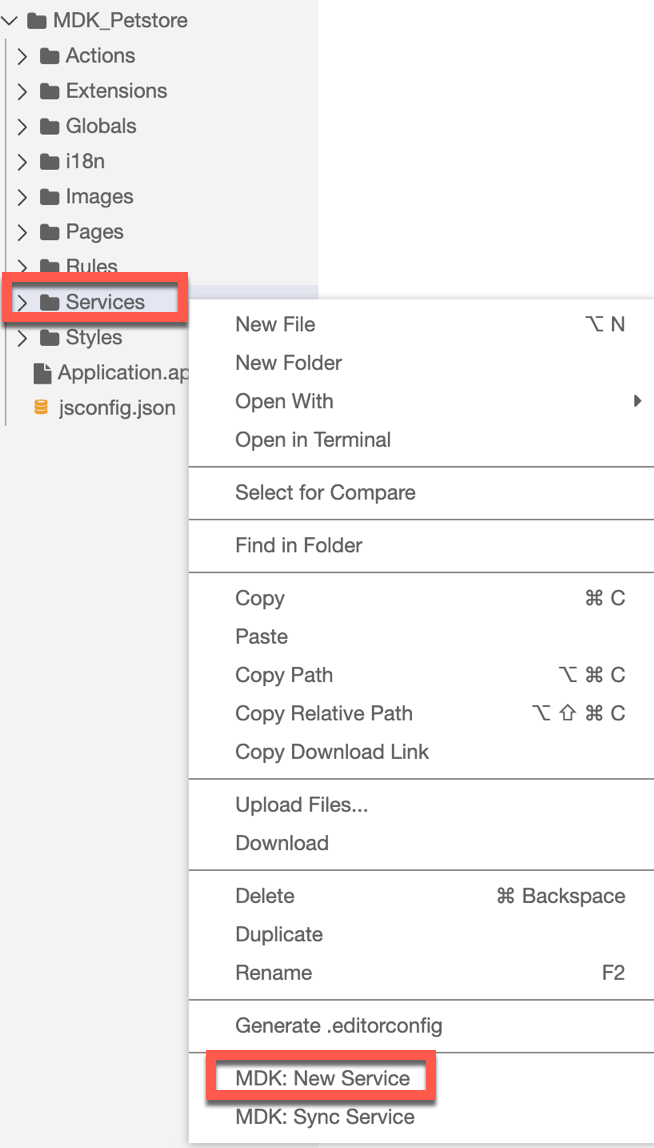 MDK_Petstore
Actions
Extensions
Globals
i18n
Images
Pages
Rules
Services
Styles
Application.ap
jsconfig.json
New File ⌥ N
New Folder
Open With
Open in Terminal
Select for Compare
Find in Folder
Copy ⌘ C
Paste
Copy Path ⌥ ⌘ C
Copy Relative Path ⌥ ⇧ ⌘ C
Copy Download Link
Upload Files...
Download
Delete ⌘ Backspace
Duplicate
Rename F2
Generate .editorconfig
MDK: New Service
MDK: Sync Service